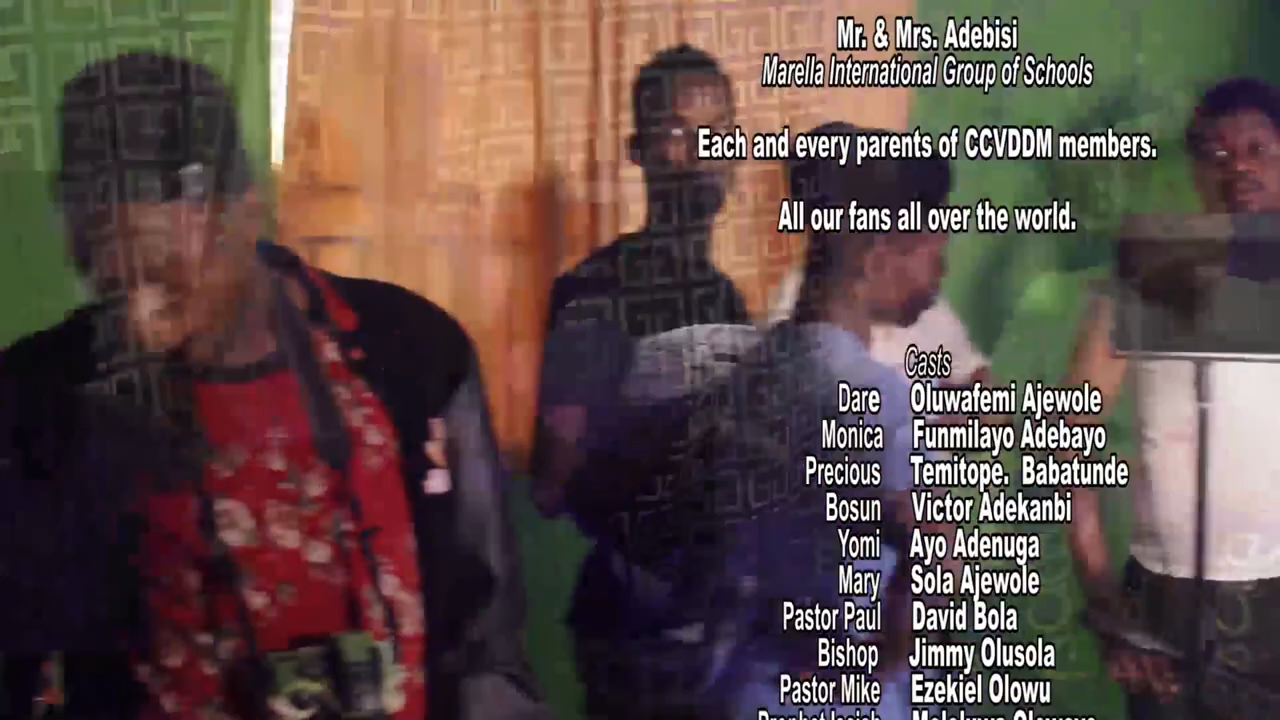 Mr. & Mrs. Adebisi
Marella International Group of Schools
Each and every parents of CCVDDM members.
All our fans all over the world.
Casts
Dare Oluwafemi Ajewole
Monica Funmilayo Adebayo
Precious Temitope. Babatunde
Bosun Victor Adekanbi
Yomi Ayo Adenuga
Mary Sola Ajewole
Pastor Paul David Bola
Bishop Jimmy Olusola
Pastor Mike Ezekiel Olowu